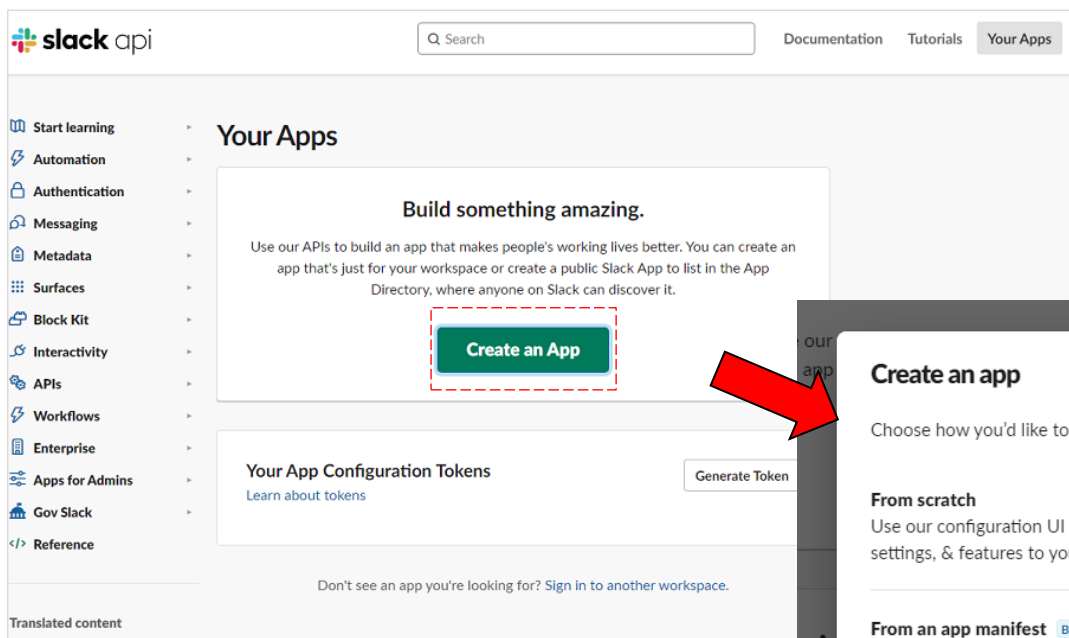 slack api
Search
Documentation
Tutorials
Your Apps
Start learning
Automation
Authentication
Messaging
Metadata
Surfaces
Block Kit
Interactivity
APIs
Workflows
Enterprise
Apps for Admins
Gov Slack
Reference
Translated content
Your Apps
Build something amazing.
Use our APIs to build an app that makes people's working lives better. You can create an
app that's just for your workspace or create a public Slack App to list in the App
Directory, where anyone on Slack can discover it.
Create an App
Your App Configuration Tokens
Learn about tokens
Generate Token
Don't see an app you're looking for? Sign in to another workspace.
our
app
Create an app
Choose how you'd like to
From scratch
Use our configuration UI
settings, & features to
From an app manifest